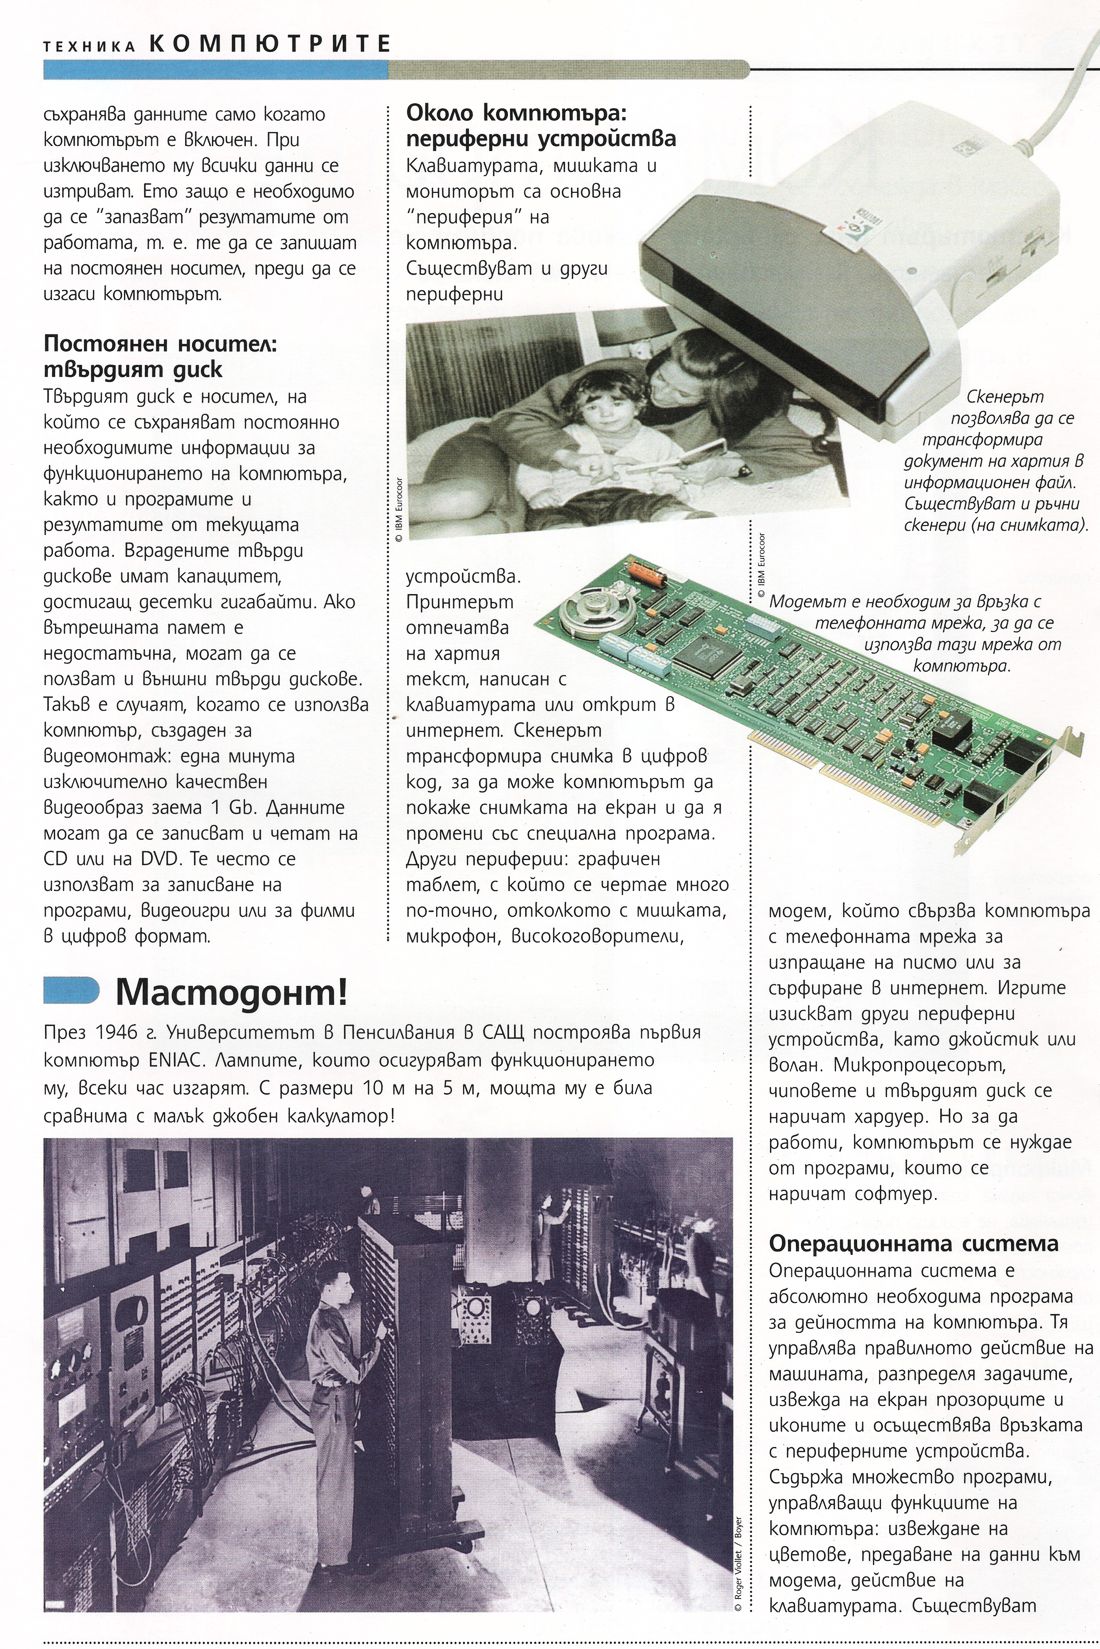 ТЕХНИКА КОМПЮТРИТЕ
съхранява данните само когато
компютърът е включен. При
изключването му всички данни се
изтриват. Ето защо е необходимо
да се "запазват" резултатите от
работата, т. е. те да се запишат
на постоянен носител, преди да се
изгаси компютърът.
Постоянен носител:
твърдият диск
Твърдият диск е носител, на
който се съхраняват постоянно
необходимите информации за
функционирането на компютъра,
както и програмите и
резултатите от текущата
работа. Вградените твърди
дискове имат капацитет,
достигащ десетки гигабайти. Ако
вътрешната памет е
недостатъчна, могат да се
ползват и външни твърди дискове.
Такъв е случаят, когато се използва
компютър, създаден за
видеомонтаж: една минута
изключително качествен
видеообраз заема 1 Gb. Данните
могат да се записват и четат на
CD или на DVD. Те често се
използват за записване на
програми, видеоигри или за филми
в цифров формат.
Около компютъра:
периферни устройства
Клавиатурата, мишката и
мониторът са основна
"периферия" на
компютъра.
Съществуват и други
периферни
© IBM Eurocoor
устройства.
Принтерът
отпечатва
на хартия
текст, написан с
клавиатурата или открит в
интернет. Скенерът
трансформира снимка в цифров
код, за да може компютърът да
покаже снимката на екран и да я
промени със специална програма.
Други периферии: графичен
таблет, с който се чертае много
по-точно, отколкото с мишката,
микрофон, високоговорители,
Скенерът
позволява да се
трансформира
документ на хартия в
информационен файл.
Съществуват и ръчни
скенери (на снимката).
© IBM Eurocoor
Модемът е необходим за връзка с
телефонната мрежа, за да се
използва тази мрежа от
компютъра.
модем, който свързва компютъра
с телефонната мрежа за
изпращане на писмо или за
сърфиране в интернет. Игрите
изискват други периферни
устройства, като джойстик или
волан. Микропроцесорът,
чиповете и твърдият диск се
наричат хардуер. Но за да
работи, компютърът се нуждае
от програми, които се
наричат софтуер.
Операционната система
Операционната система е
абсолютно необходима програма
за дейността на компютъра. Тя
управлява правилното действие на
машината, разпределя задачите,
извежда на екран прозорците и
иконите и осъществява връзката
с периферните устройства.
Съдържа множество програми,
управляващи функциите на
компютъра: извеждане на
цветове, предаване на данни към
модема, действие на
клавиатурата. Съществуват
Мастодонт!
През 1946 г. Университетът в Пенсилвания в САЩ построява първия
компютър ENIAC. Лампите, които осигуряват функционирането
му, всеки час изгарят. С размери 10 м на 5 м, мощта му е била
сравнима с малък джобен калкулатор!
© Roger Viollet / Boyer